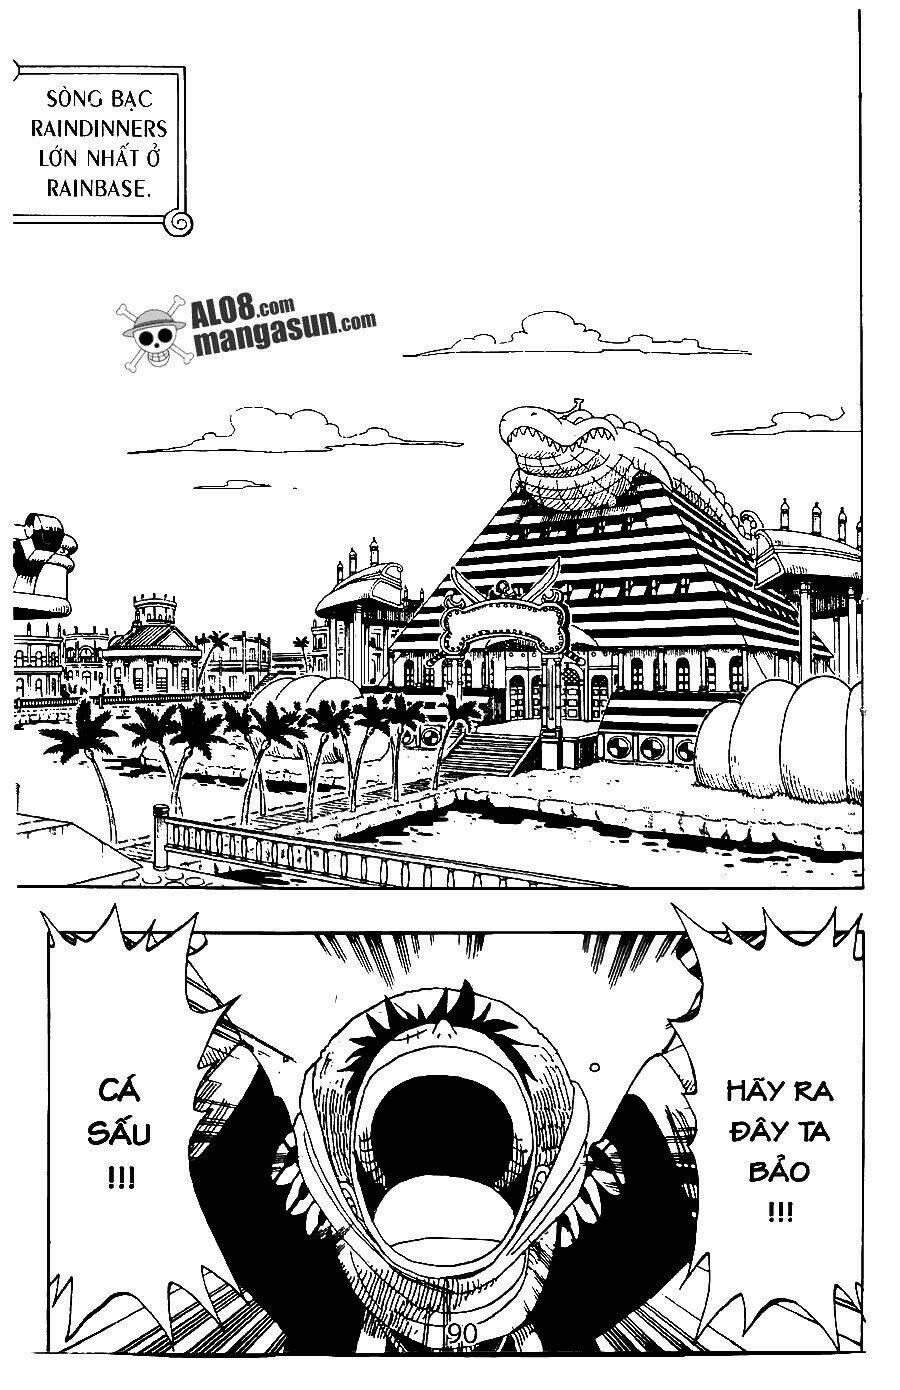 SÒNG BẠC
RAINDINNERS
LỚN NHẤT Ở
RAINBASE.
ALO8.com
mangasun.com
CÁ
SẤU
!!!
HÃY RA
ĐÂY TA
BẢO
!!!
90